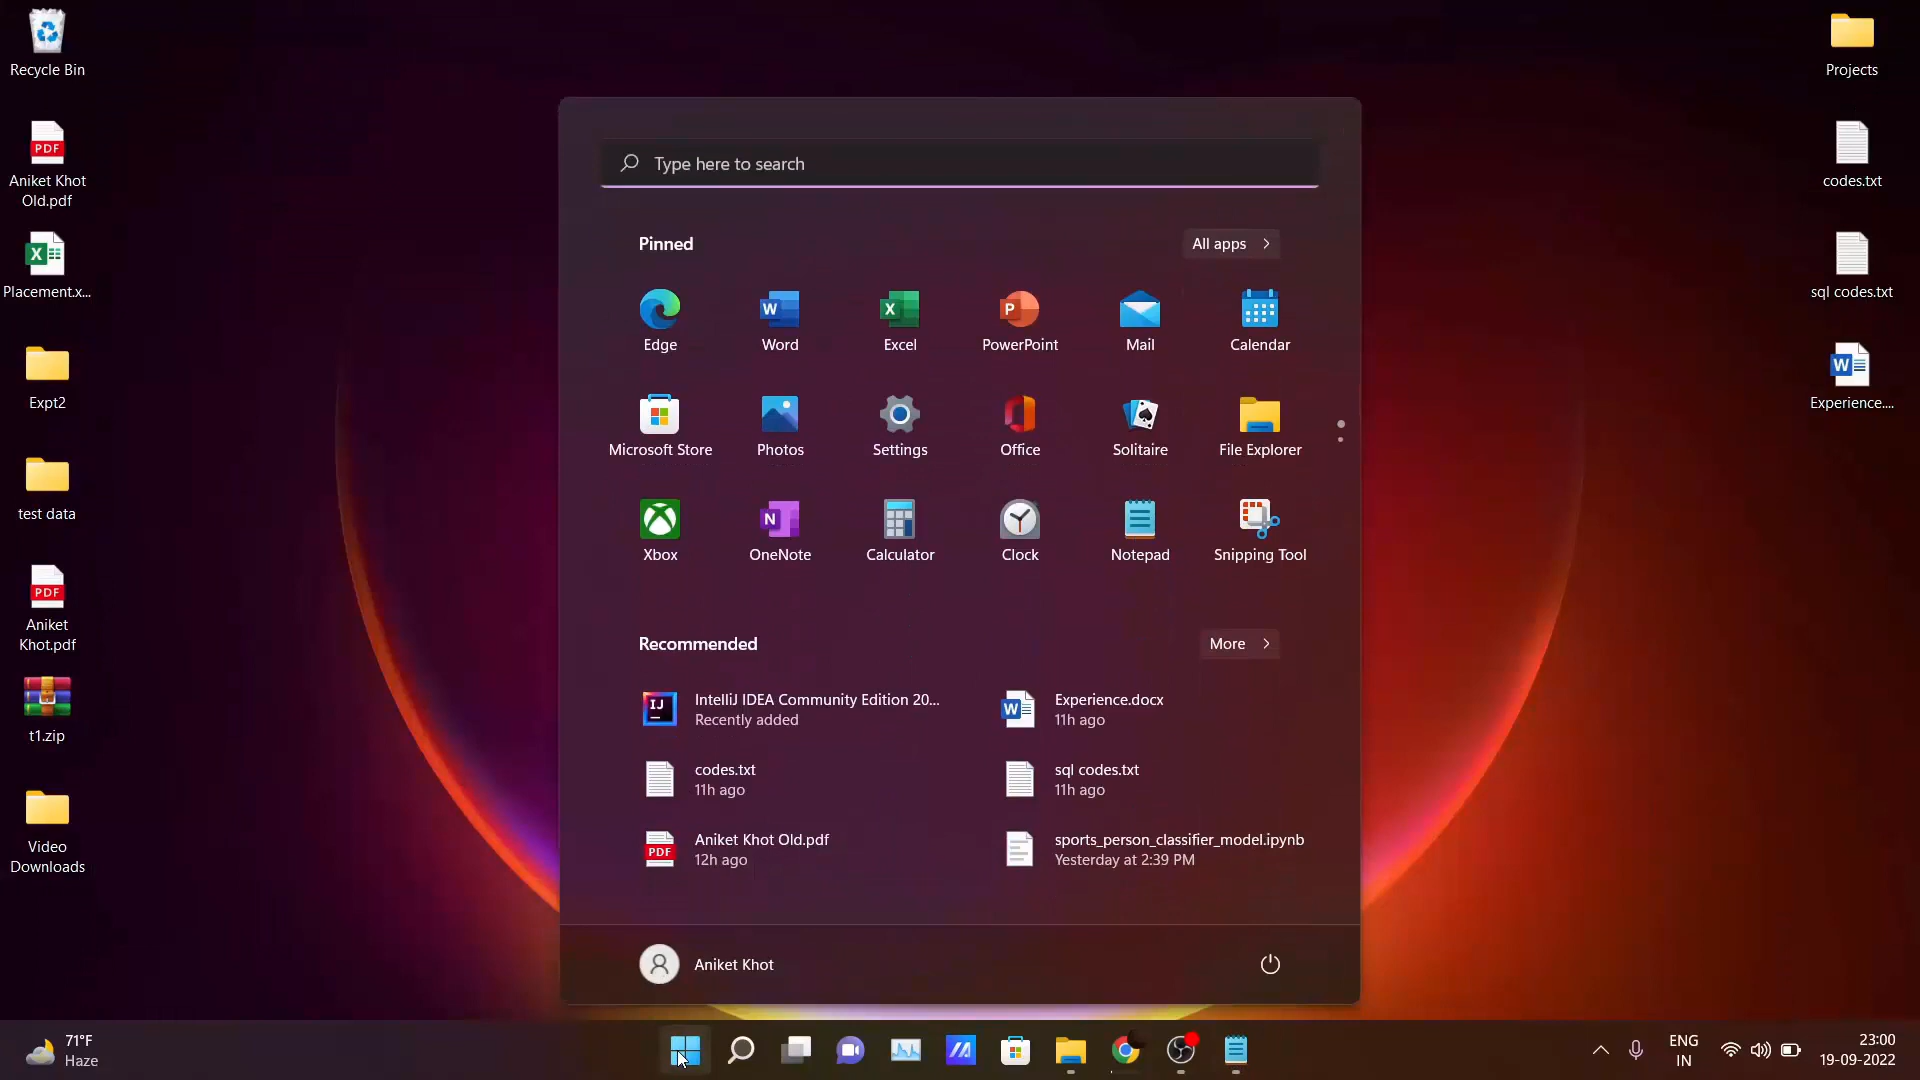 Recycle Bin
Aniket Khot
Old.pdf
Placement.x...
Expt2
test data
Aniket
Khot.pdf
t1.zip
Video
Downloads
Type here to search
Pinned
All apps
Edge
Word
Excel
PowerPoint
Mail
Calendar
Microsoft Store
Photos
Settings
Office
Solitaire
File Explorer
Xbox
OneNote
Calculator
Clock
Notepad
Snipping Tool
Recommended
More
IntelliJ IDEA Community Edition 20...
Recently added
Experience.docx
11h ago
codes.txt
11h ago
sql codes.txt
11h ago
Aniket Khot Old.pdf
12h ago
sports_person_classifier_model.ipynb
Yesterday at 2:39 PM
Aniket Khot
Projects
codes.txt
sql codes.txt
Experience....
71°F
Haze
ENG
IN
23:00
19-09-2022